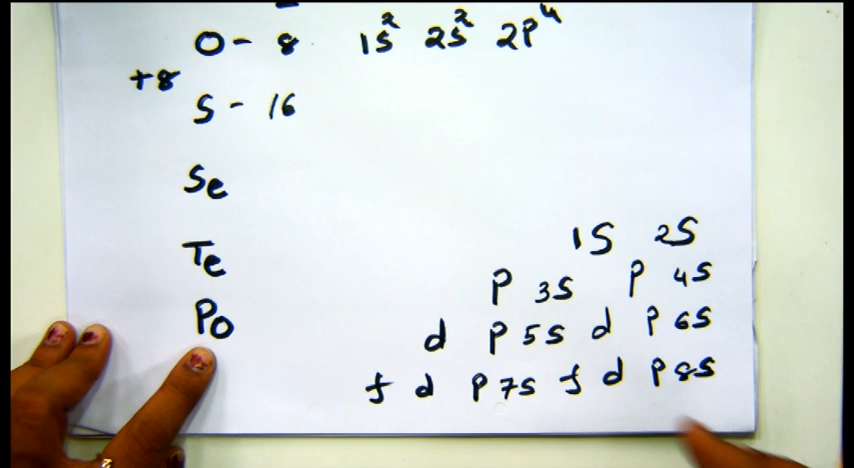 O - 8 1s² 2s² 2p⁴
+8
S - 16
Se
Te
Po
1S 2S
P 3S P 4S
d P 5S d P 6S
f d P 7S f d P 8S